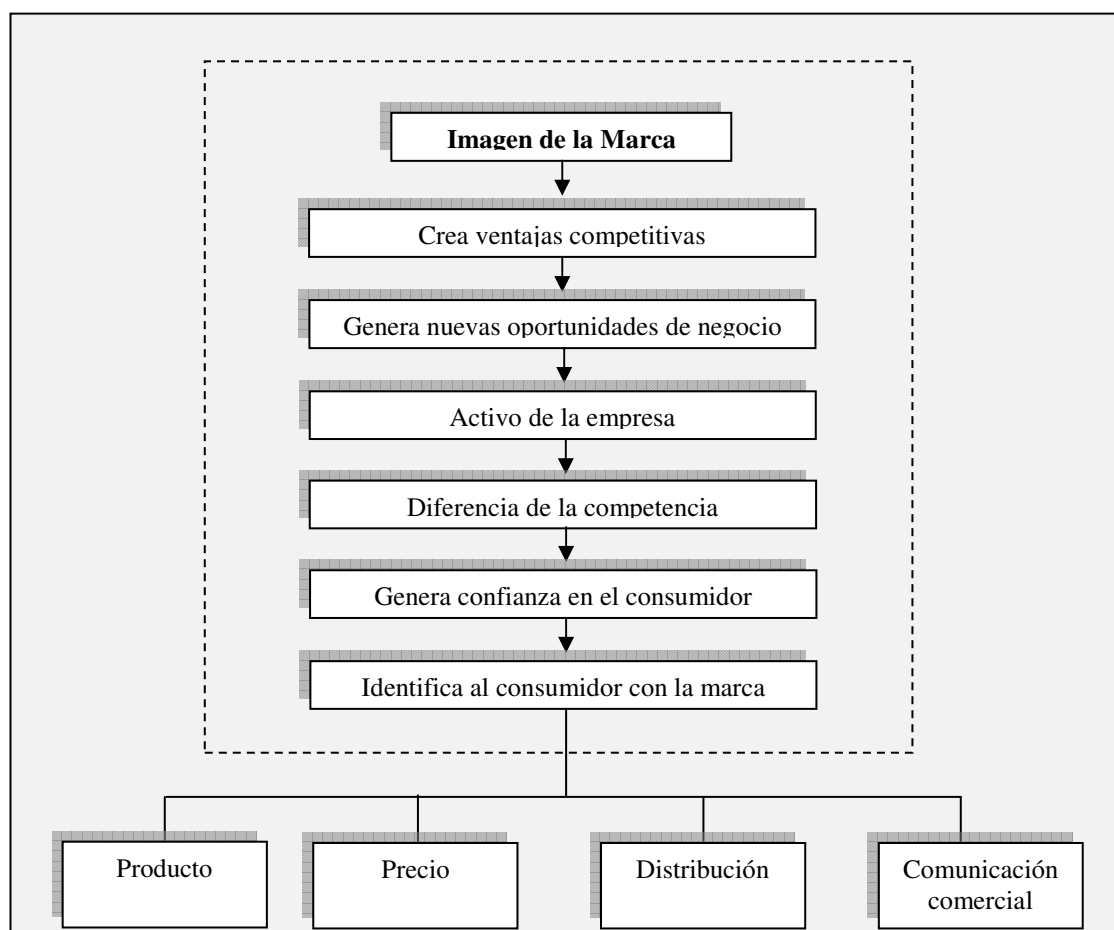 Imagen de la Marca
Crea ventajas competitivas
Genera nuevas oportunidades de negocio
Activo de la empresa
Diferencia de la competencia
Genera confianza en el consumidor
Identifica al consumidor con la marca
Producto
Precio
Distribución
Comunicación
comercial